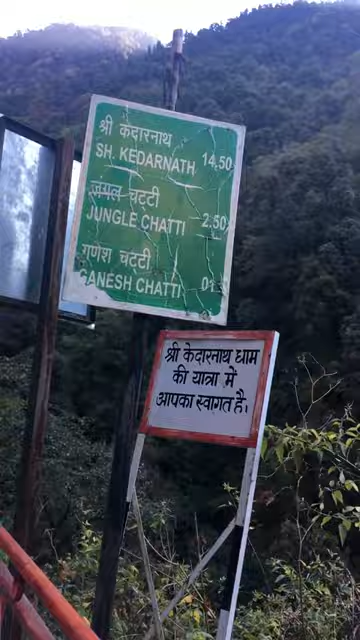 श्री केदारनाथ
SH. KEDARNATH 14.50
जंगल चट्टी
JUNGLE CHATTI 2.50
गणेश चट्टी
GANESH CHATTI
श्री केदारनाथ धाम
की यात्रा में
आपका स्वागत है।